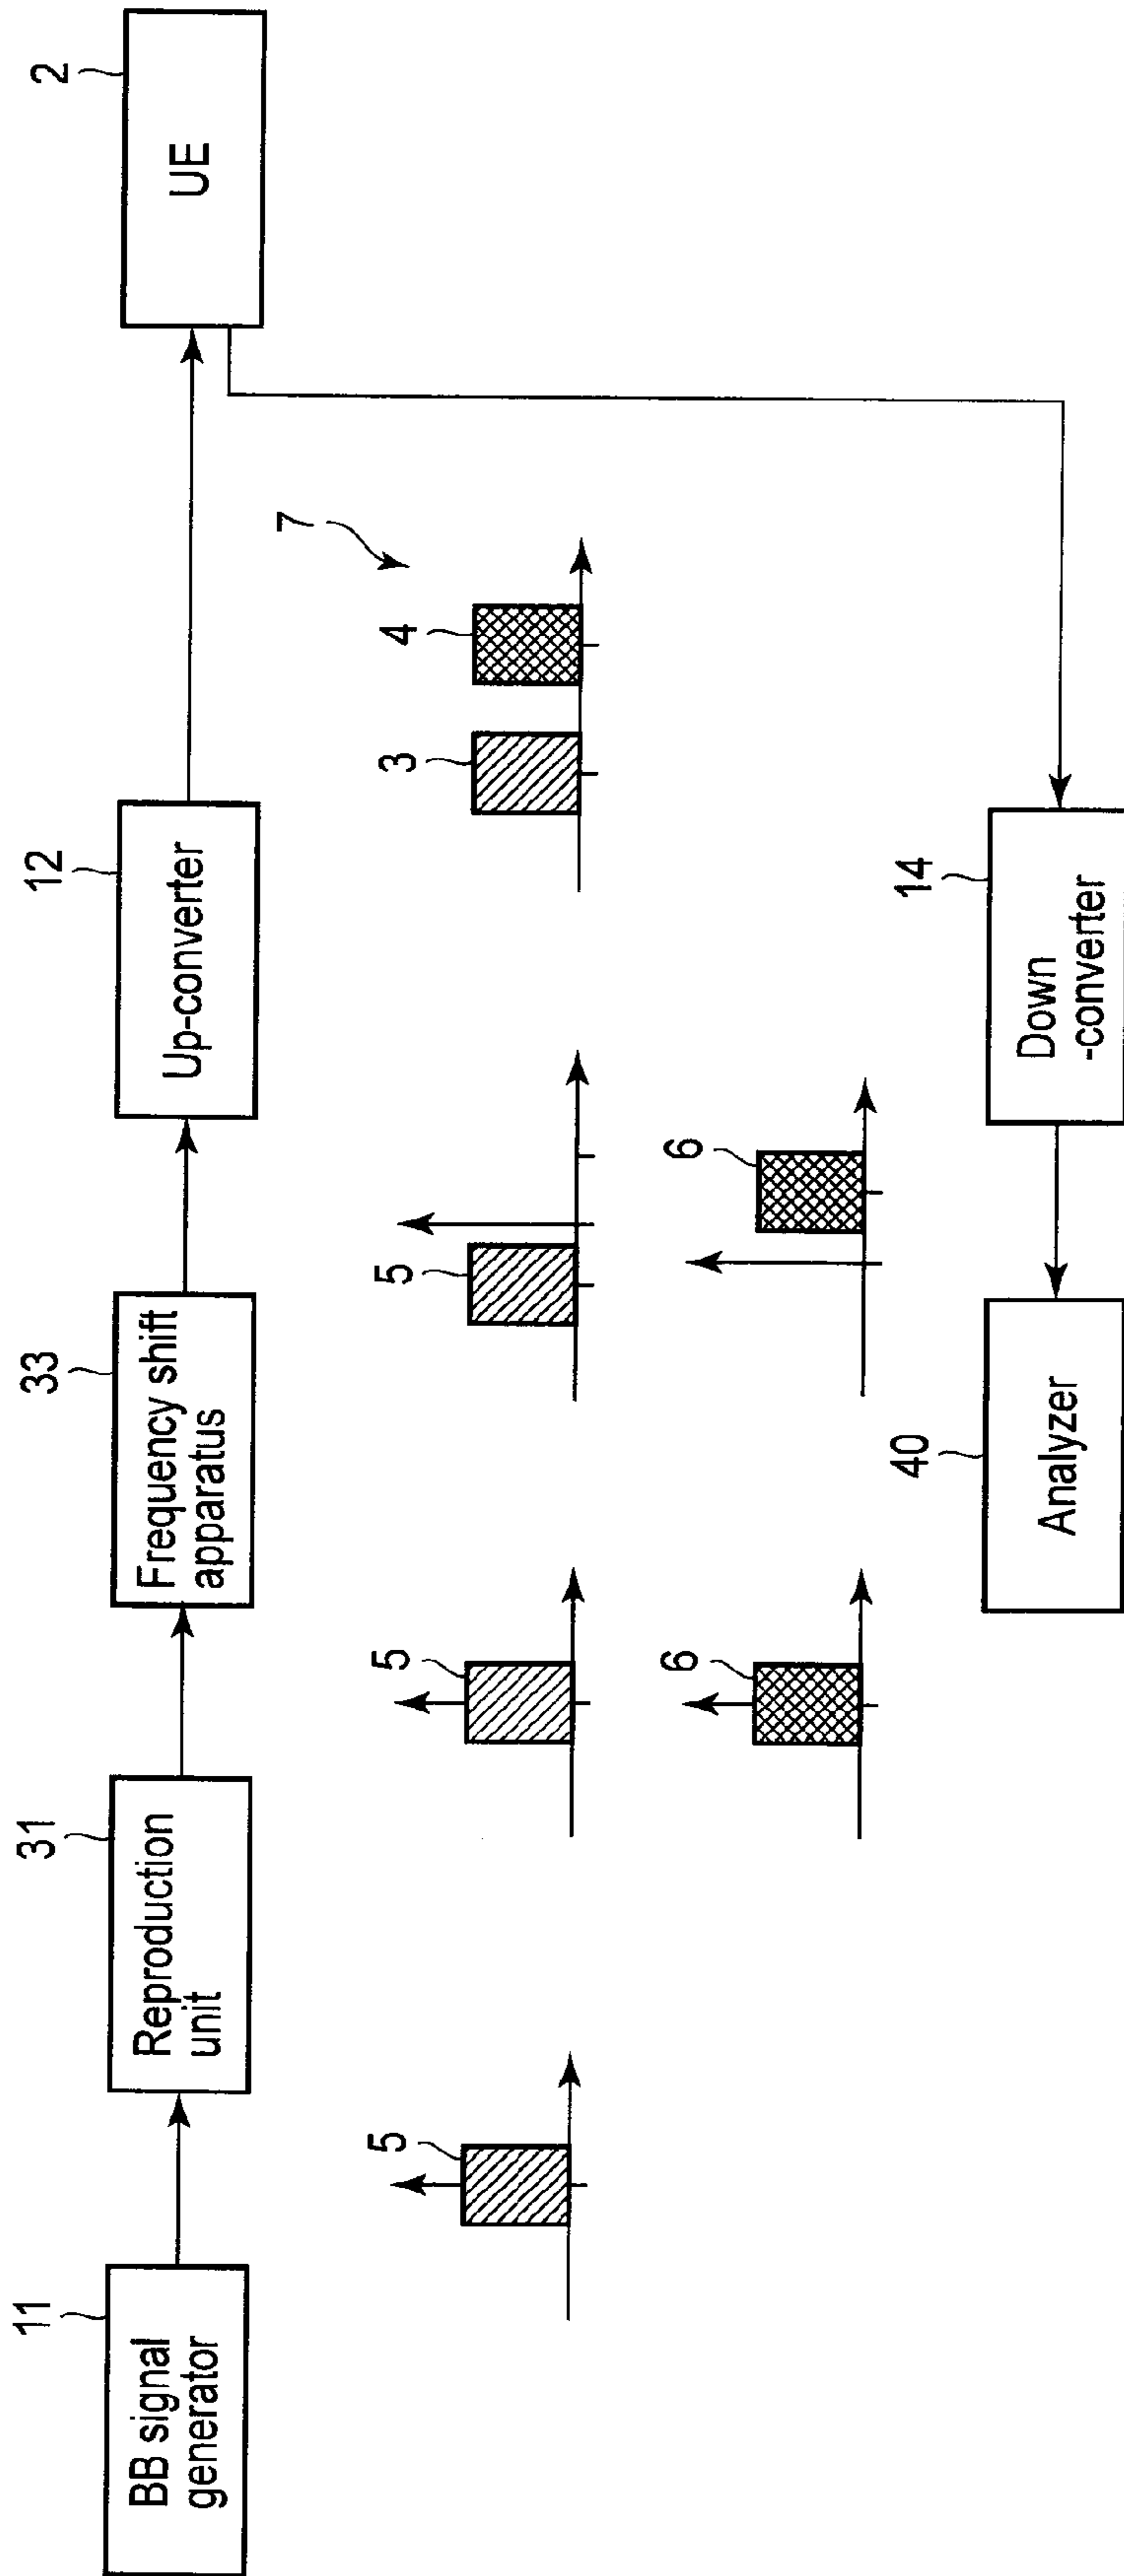 11
BB signal
generator
31
Reproduction
unit
33
Frequency shift
apparatus
12
Up-converter
2
UE
5
5
5
3
4
7
6
6
40
Analyzer
14
Down
-converter